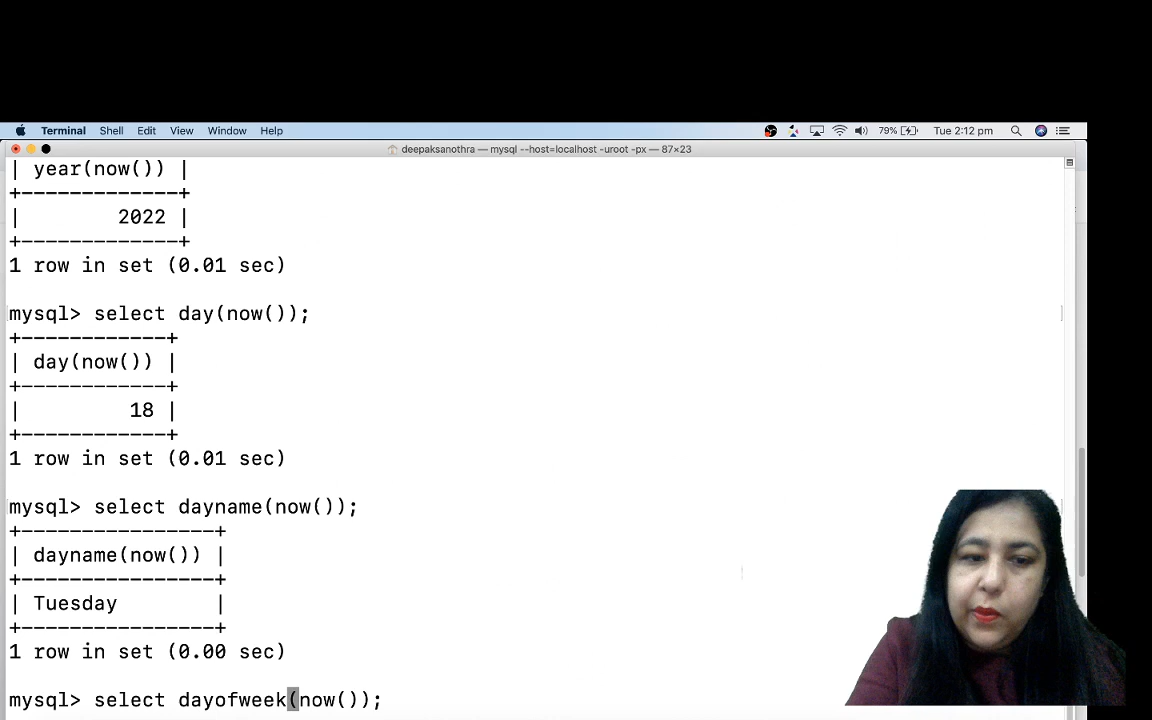 Terminal Shell Edit View Window Help 79% Tue 2:12 pm
deepaksanothra — mysql --host=localhost -uroot -px — 87×23
| year(now()) |
+-------------+
|        2022 |
+-------------+
1 row in set (0.01 sec)
mysql> select day(now());
+------------+
| day(now()) |
+------------+
|         18 |
+------------+
1 row in set (0.01 sec)
mysql> select dayname(now());
+----------------+
| dayname(now()) |
+----------------+
| Tuesday        |
+----------------+
1 row in set (0.00 sec)
mysql> select dayofweek(now());